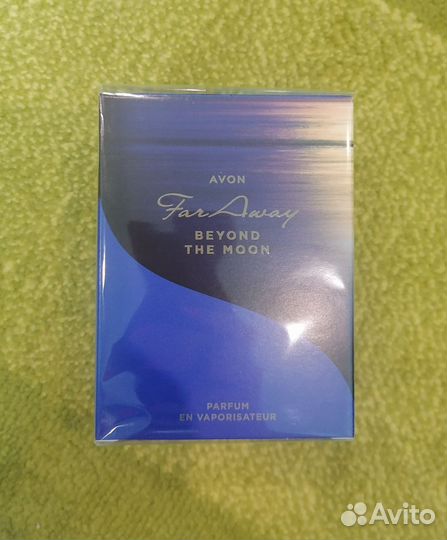 AVON
Far Away
BEYOND
THE MOON
PARFUM
EN VAPORISATEUR
Avito